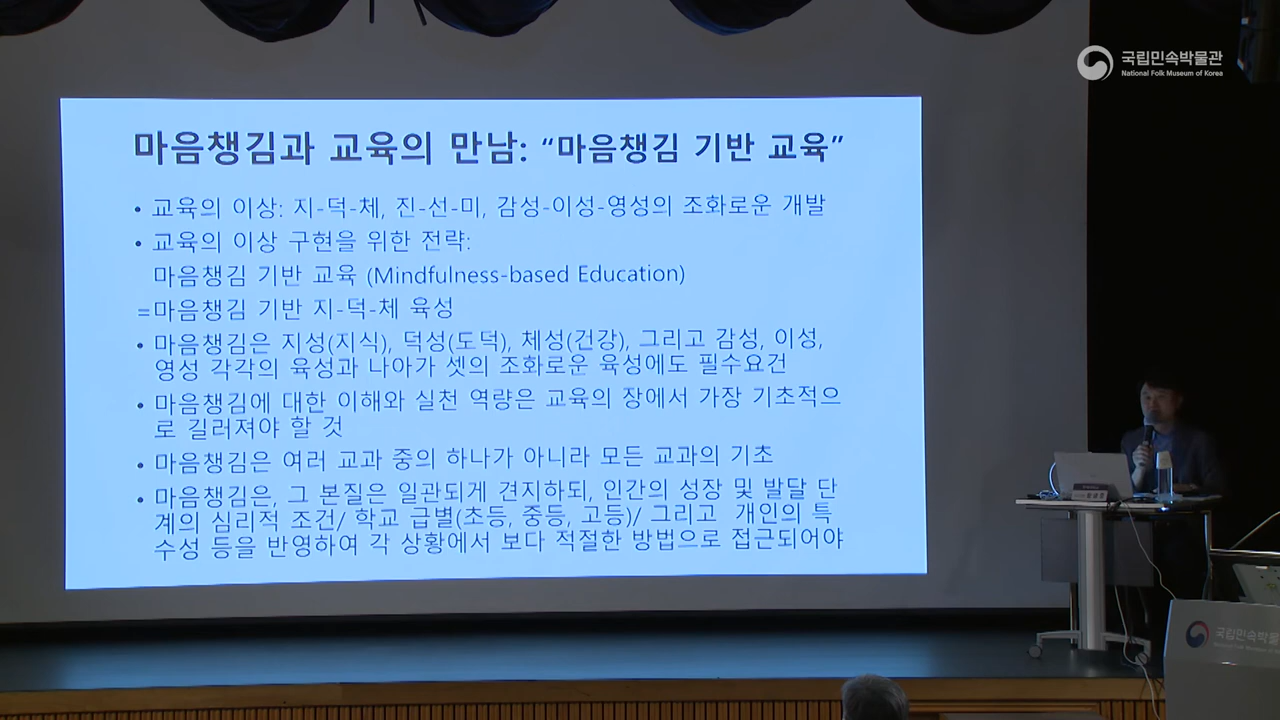 국립민속박물관
National Folk Museum of Korea
마음챙김과 교육의 만남: “마음챙김 기반 교육”
• 교육의 이상: 지-덕-체, 진-선-미, 감성-이성-영성의 조화로운 개발
• 교육의 이상 구현을 위한 전략:
마음챙김 기반 교육 (Mindfulness-based Education)
=마음챙김 기반 지-덕-체 육성
• 마음챙김은 지성(지식), 덕성(도덕), 체성(건강), 그리고 감성, 이성,
영성 각각의 육성과 나아가 셋의 조화로운 육성에도 필수요건
• 마음챙김에 대한 이해와 실천 역량은 교육의 장에서 가장 기초적으
로 길러져야 할 것
• 마음챙김은 여러 교과 중의 하나가 아니라 모든 교과의 기초
• 마음챙김은, 그 본질은 일관되게 견지하되, 인간의 성장 및 발달 단
계의 심리적 조건/ 학교 급별(초등, 중등, 고등)/ 그리고 개인의 특
수성 등을 반영하여 각 상황에서 보다 적절한 방법으로 접근되어야
국립민속박물관